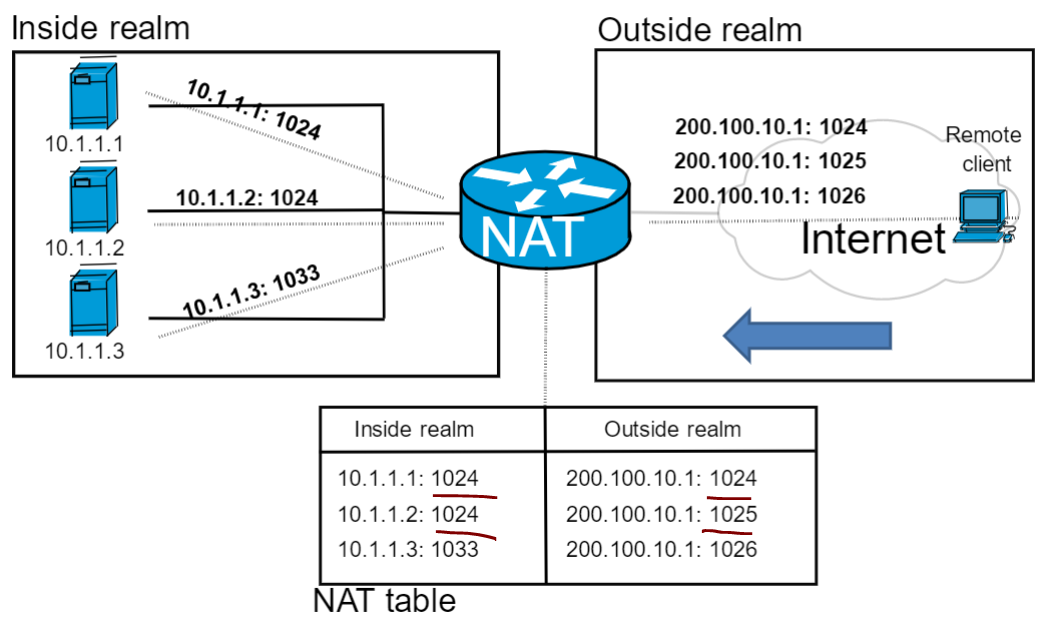 Inside realm
Outside realm
10.1.1.1: 1024
10.1.1.1
10.1.1.2: 1024
10.1.1.2
10.1.1.3: 1033
10.1.1.3
NAT
200.100.10.1: 1024
200.100.10.1: 1025
200.100.10.1: 1026
Remote
client
Internet
Inside realm
Outside realm
10.1.1.1: 1024
200.100.10.1: 1024
10.1.1.2: 1024
200.100.10.1: 1025
10.1.1.3: 1033
200.100.10.1: 1026
NAT table